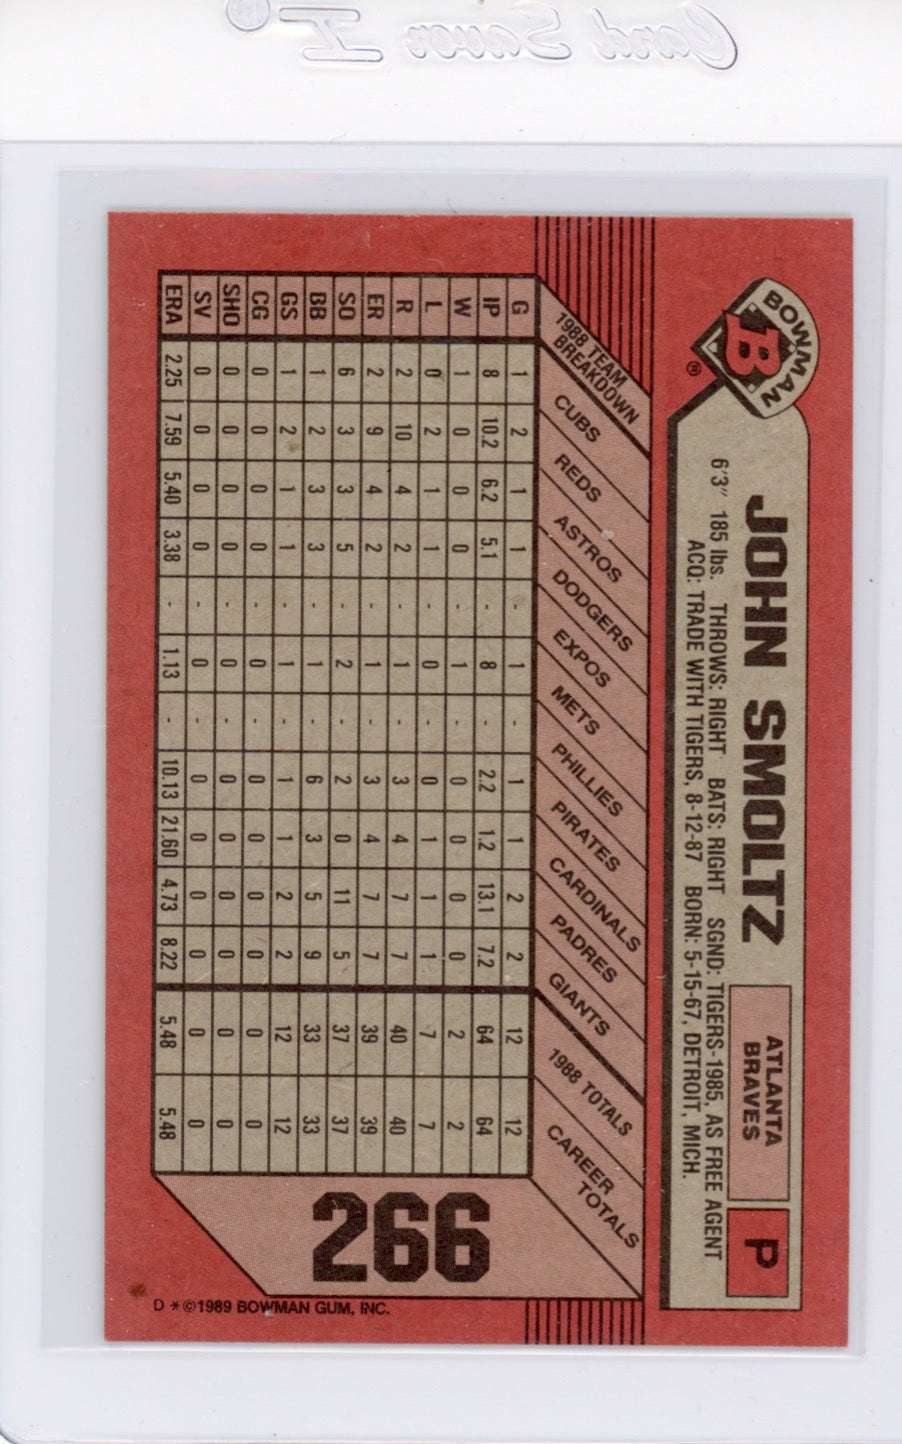 Card Saver I
BOWMAN
B®
JOHN SMOLTZ
ATLANTA
BRAVES
P
6'3" 185 lbs. THROWS: RIGHT BATS: RIGHT SGND: TIGERS-1985, AS FREE AGENT
ACQ: TRADE WITH TIGERS, 8-12-87 BORN: 5-15-67, DETROIT, MICH.
1988 TEAM
BREAKDOWN
CUBS
REDS
ASTROS
DODGERS
EXPOS
METS
PHILLIES
PIRATES
CARDINALS
PADRES
GIANTS
1988 TOTALS
CAREER
TOTALS
G 1 2 1 1 - 1 - 1 1 2 2 12 12
IP 8 10.2 6.2 5.1 - 8 - 2.2 1.2 13.1 7.2 64 64
W 1 0 0 0 - 1 - 0 0 0 0 2 2
L 0 2 1 1 - 0 - 0 1 1 1 7 7
R 2 10 4 2 - 1 - 3 4 7 7 40 40
ER 2 9 4 2 - 1 - 3 4 7 7 39 39
SO 6 3 3 5 - 2 - 2 0 11 5 37 37
BB 1 2 3 3 - 1 - 6 3 5 9 33 33
GS 1 2 1 1 - 1 - 1 1 2 2 12 12
CG 0 0 0 0 - 0 - 0 0 0 0 0 0
SHO 0 0 0 0 - 0 - 0 0 0 0 0 0
SV 0 0 0 0 - 0 - 0 0 0 0 0 0
ERA 2.25 7.59 5.40 3.38 - 1.13 - 10.13 21.60 4.73 8.22 5.48 5.48
266
D *©1989 BOWMAN GUM, INC.